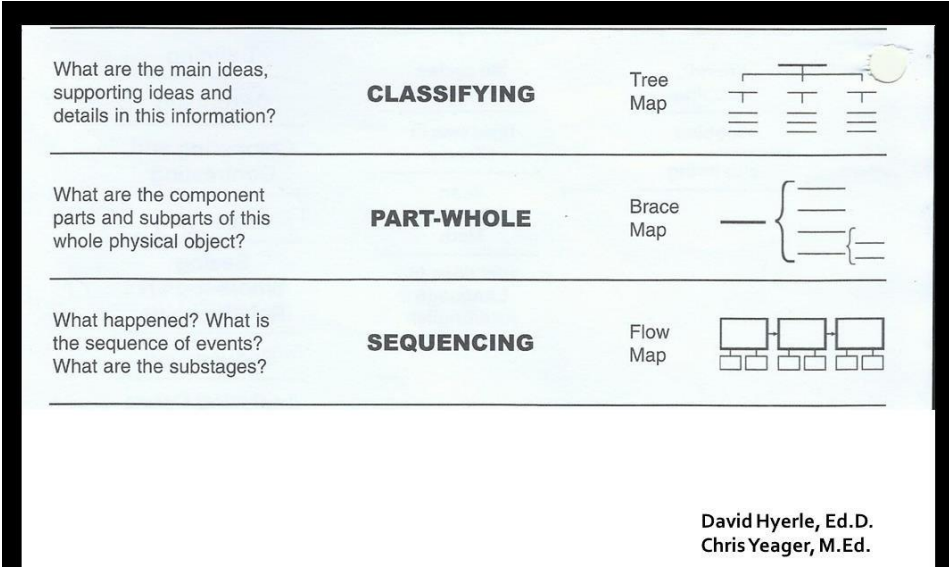 What are the main ideas,
supporting ideas and
details in this information?
CLASSIFYING
Tree
Map
What are the component
parts and subparts of this
whole physical object?
PART-WHOLE
Brace
Map
What happened? What is
the sequence of events?
What are the substages?
SEQUENCING
Flow
Map
David Hyerle, Ed.D.
Chris Yeager, M.Ed.